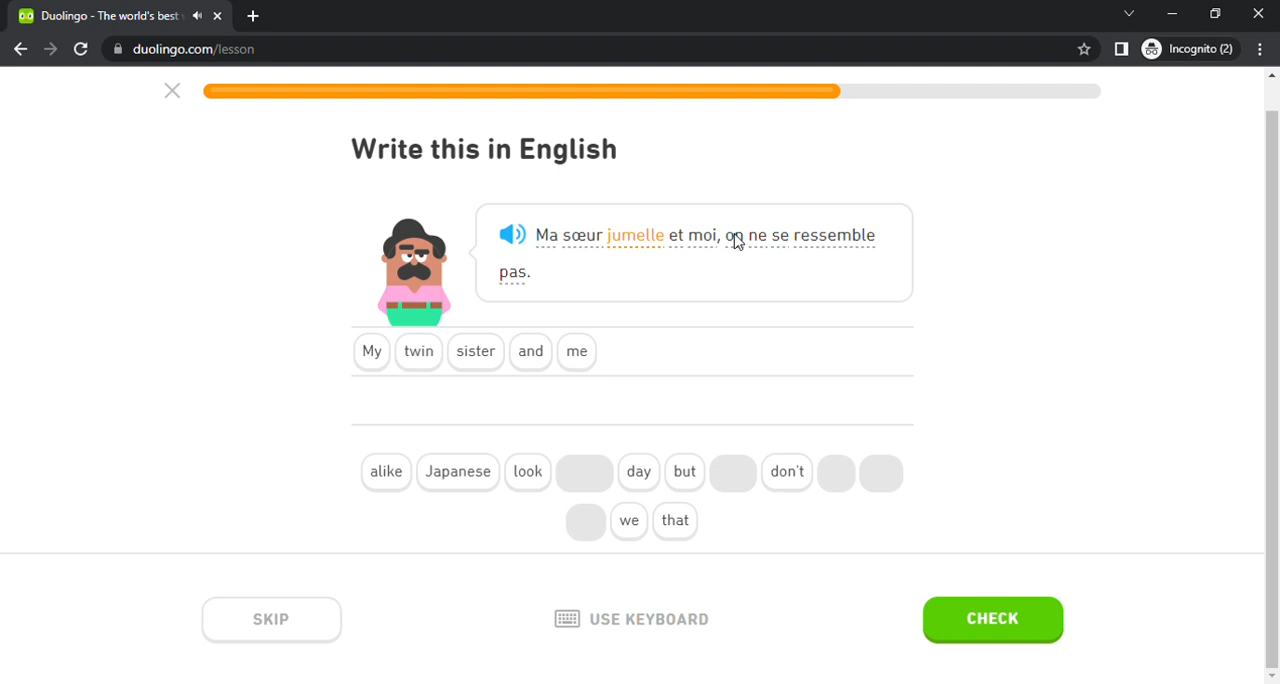 Duolingo - The world's best
duolingo.com/lesson
Incognito (2)
Write this in English
Ma sœur jumelle et moi, on ne se ressemble
pas.
My twin sister and me
alike Japanese look day but don't
we that
SKIP USE KEYBOARD CHECK